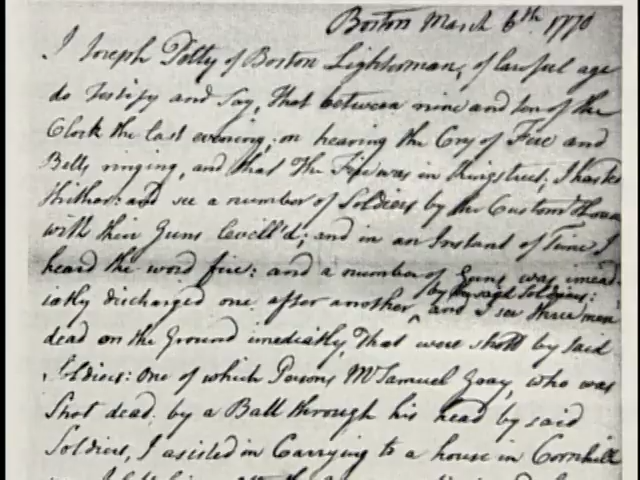 Boston March 6th 1770
I Joseph Petty of Boston Lighterman, of lawful age
do Testify and Say, That between nine and ten of the
Clock the last evening, on hearing the Cry of Fire and
Bells ringing, and that the Fire was in Kingstreet, I hasted
thither: and see a number of Soldiers by the Custom House
with their Guns levell'd; and in an Instant of Time I
heard the word fire: and a number of Guns was imead-
by the said Soldiers:
iatly discharged one after another ^ and I see three men
dead on the Ground imediatly, That were shott by said
Soldiers: One of which Persons Mr Samuel Gray, who was
Shot dead by a Ball through his head by said
Soldiers, I asisted in Carrying to a house in Cornhill